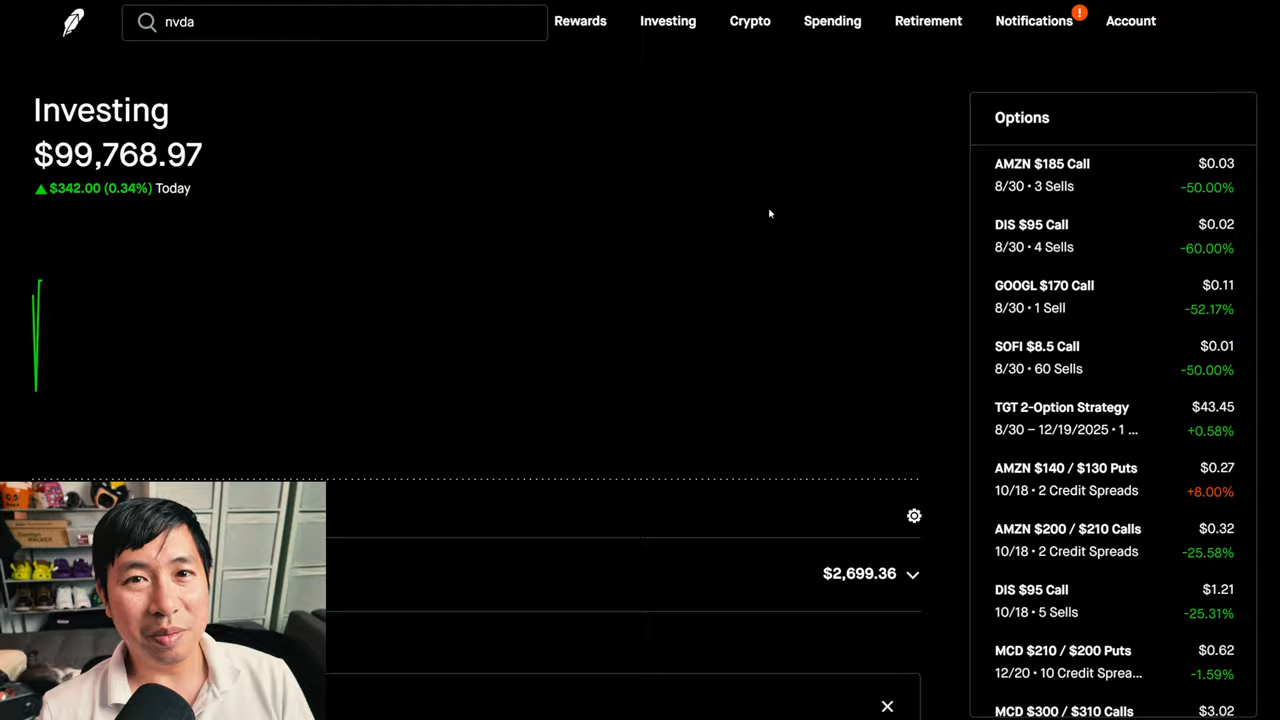 nvda
Rewards
Investing
Crypto
Spending
Retirement
Notifications
!
Account
Investing
$99,768.97
$342.00 (0.34%) Today
$2,699.36
Options
AMZN $185 Call $0.03
8/30 • 3 Sells -50.00%
DIS $95 Call $0.02
8/30 • 4 Sells -60.00%
GOOGL $170 Call $0.11
8/30 • 1 Sell -52.17%
SOFI $8.5 Call $0.01
8/30 • 60 Sells -50.00%
TGT 2-Option Strategy $43.45
8/30 – 12/19/2025 • 1 ... +0.58%
AMZN $140 / $130 Puts $0.27
10/18 • 2 Credit Spreads +8.00%
AMZN $200 / $210 Calls $0.32
10/18 • 2 Credit Spreads -25.58%
DIS $95 Call $1.21
10/18 • 5 Sells -25.31%
MCD $210 / $200 Puts $0.62
12/20 • 10 Credit Sprea... -1.59%
MCD $300 / $310 Calls $3.02